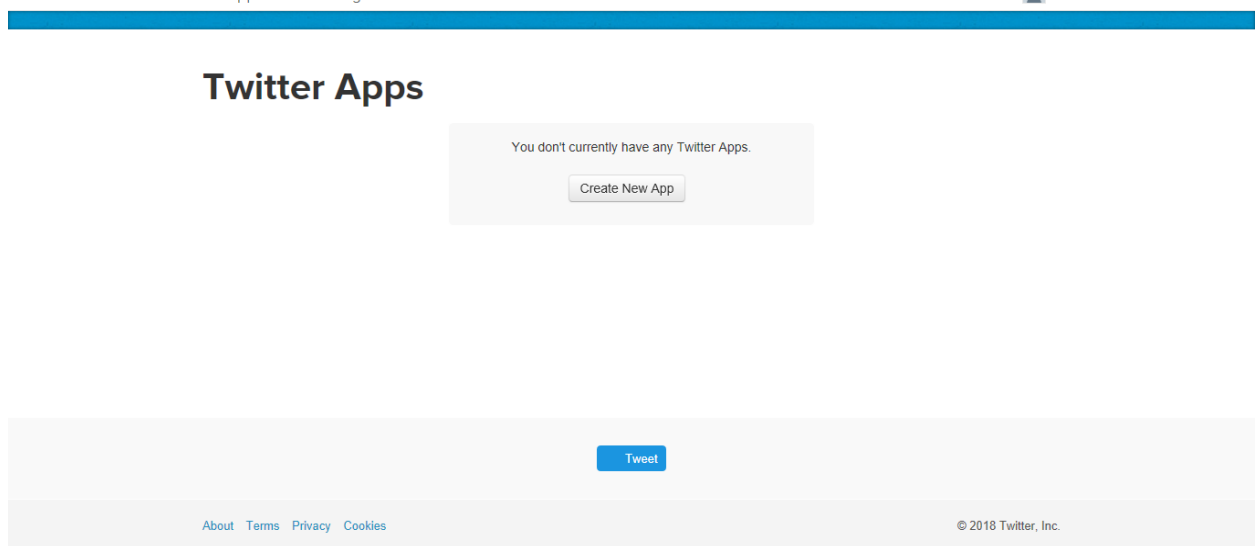 Twitter Apps
You don't currently have any Twitter Apps.
Create New App
Tweet
About Terms Privacy Cookies © 2018 Twitter, Inc.